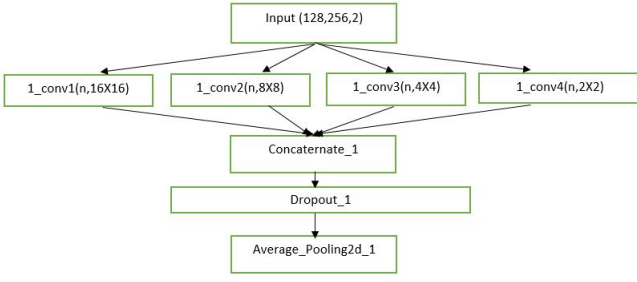 Input (128,256,2)
1_conv1(n,16X16)
1_conv2(n,8X8)
1_conv3(n,4X4)
1_conv4(n,2X2)
Concaternate_1
Dropout_1
Average_Pooling2d_1